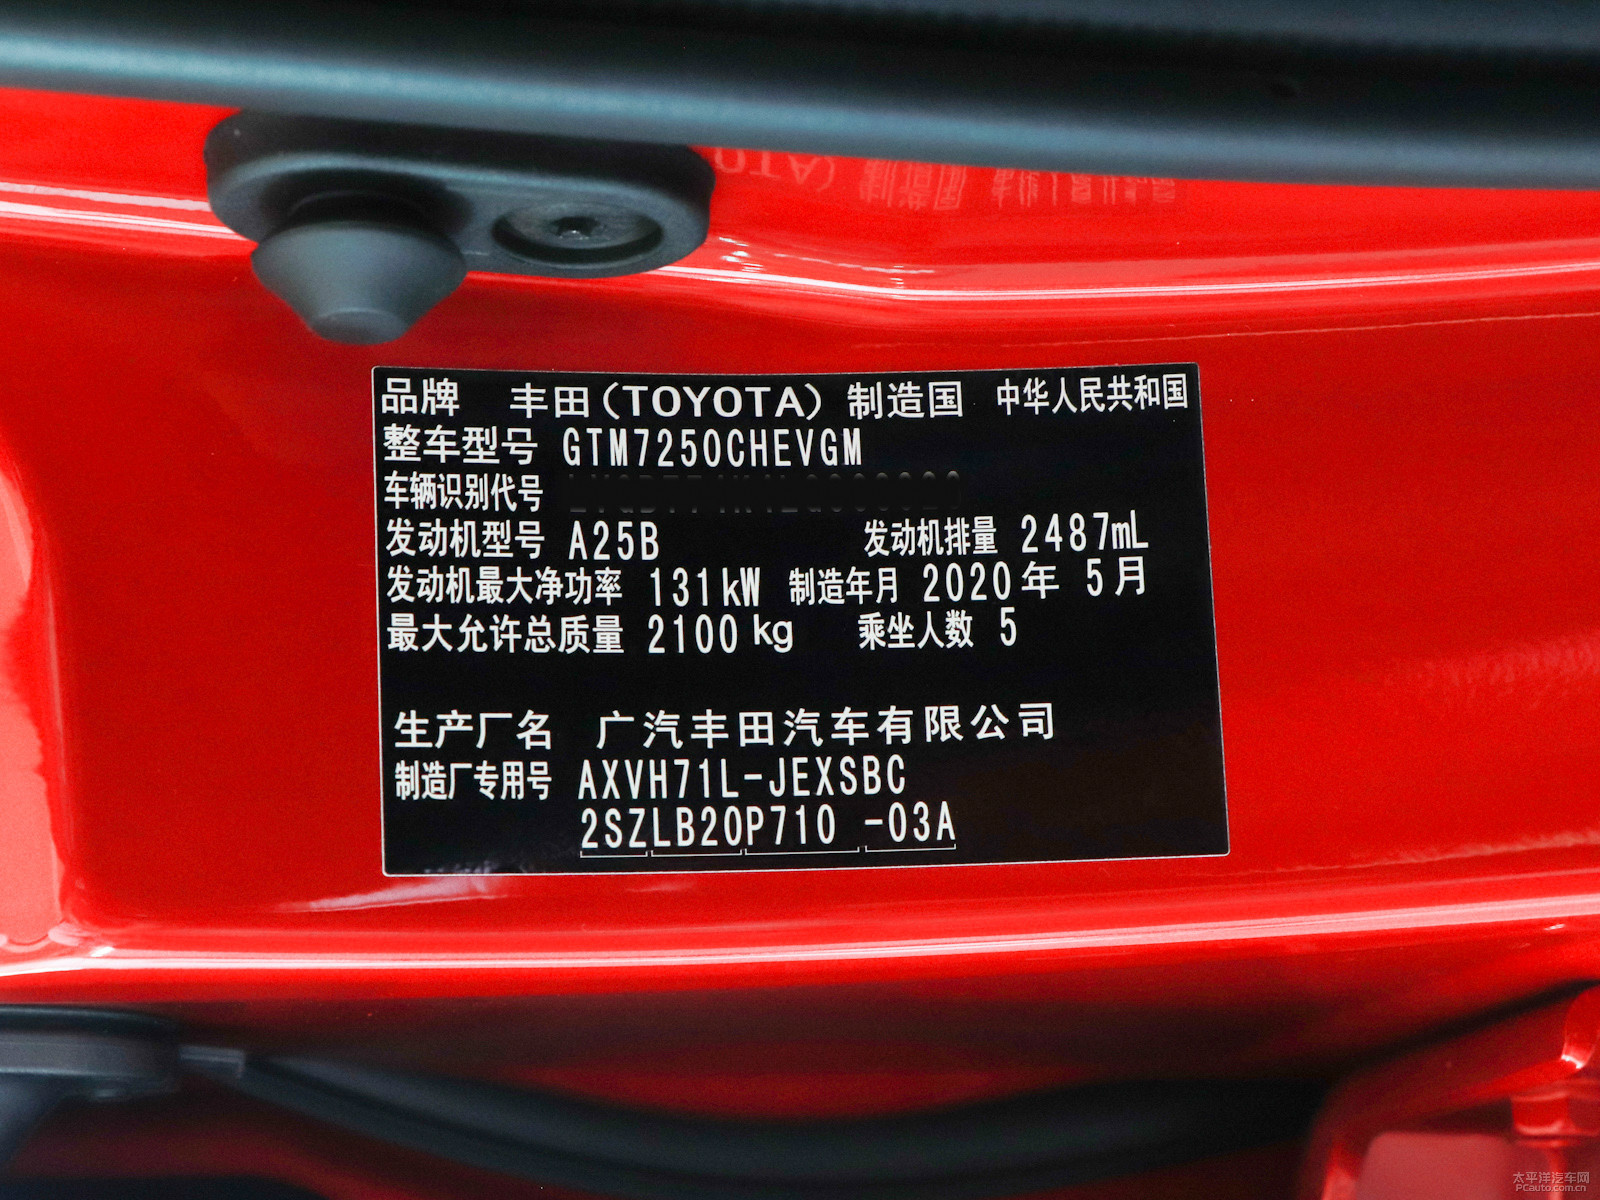 品牌 丰田(TOYOTA) 制造国 中华人民共和国
整车型号 GTM7250CHEVGM
车辆识别代号
发动机型号 A25B 发动机排量 2487mL
发动机最大净功率 131kW 制造年月 2020年 5月
最大允许总质量 2100kg 乘坐人数 5
生产厂名 广汽丰田汽车有限公司
制造厂专用号 AXVH71L-JEXSBC
2SZLB20P710 -03A
太平洋汽车网
PCauto.com.cn